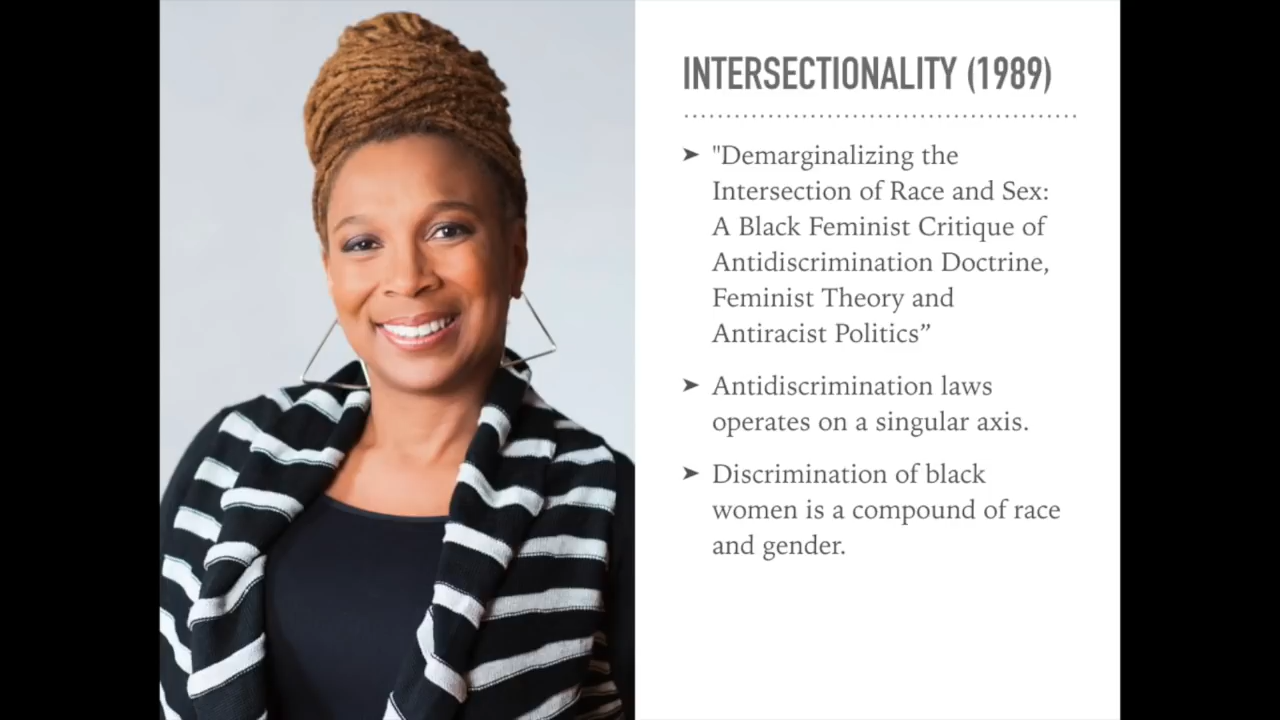 INTERSECTIONALITY (1989)
➤ "Demarginalizing the
Intersection of Race and Sex:
A Black Feminist Critique of
Antidiscrimination Doctrine,
Feminist Theory and
Antiracist Politics”
➤ Antidiscrimination laws
operates on a singular axis.
➤ Discrimination of black
women is a compound of race
and gender.